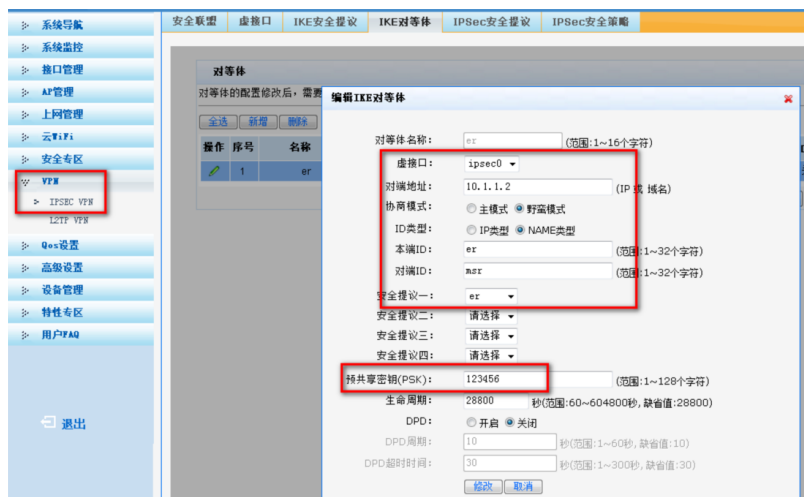 安全联盟 虚接口 IKE安全提议 IKE对等体 IPSec安全提议 IPSec安全策略
系统导航
系统监控
接口管理
AP管理
上网管理
云WiFi
安全专区
VPN
IPSEC VPN
L2TP VPN
Qos设置
高级设置
设备管理
特性专区
用户FAQ
退出
对等体
对等体的配置修改后，需要
全选 新增 删除
操作 序号 名称
1 er
编辑IKE对等体
对等体名称： er (范围:1~16个字符)
虚接口： ipsec0
对端地址： 10.1.1.2 (IP 或 域名)
协商模式： 主模式 野蛮模式
ID类型： IP类型 NAME类型
本端ID： er (范围:1~32个字符)
对端ID： msr (范围:1~32个字符)
安全提议一： er
安全提议二： 请选择
安全提议三： 请选择
安全提议四： 请选择
预共享密钥(PSK)： 123456 (范围:1~128个字符)
生命周期： 28800 秒(范围:60~604800秒,缺省值:28800)
DPD： 开启 关闭
DPD周期： 10 秒(范围:1~60秒,缺省值:10)
DPD超时时间： 30 秒(范围:1~300秒,缺省值:30)
修改 取消